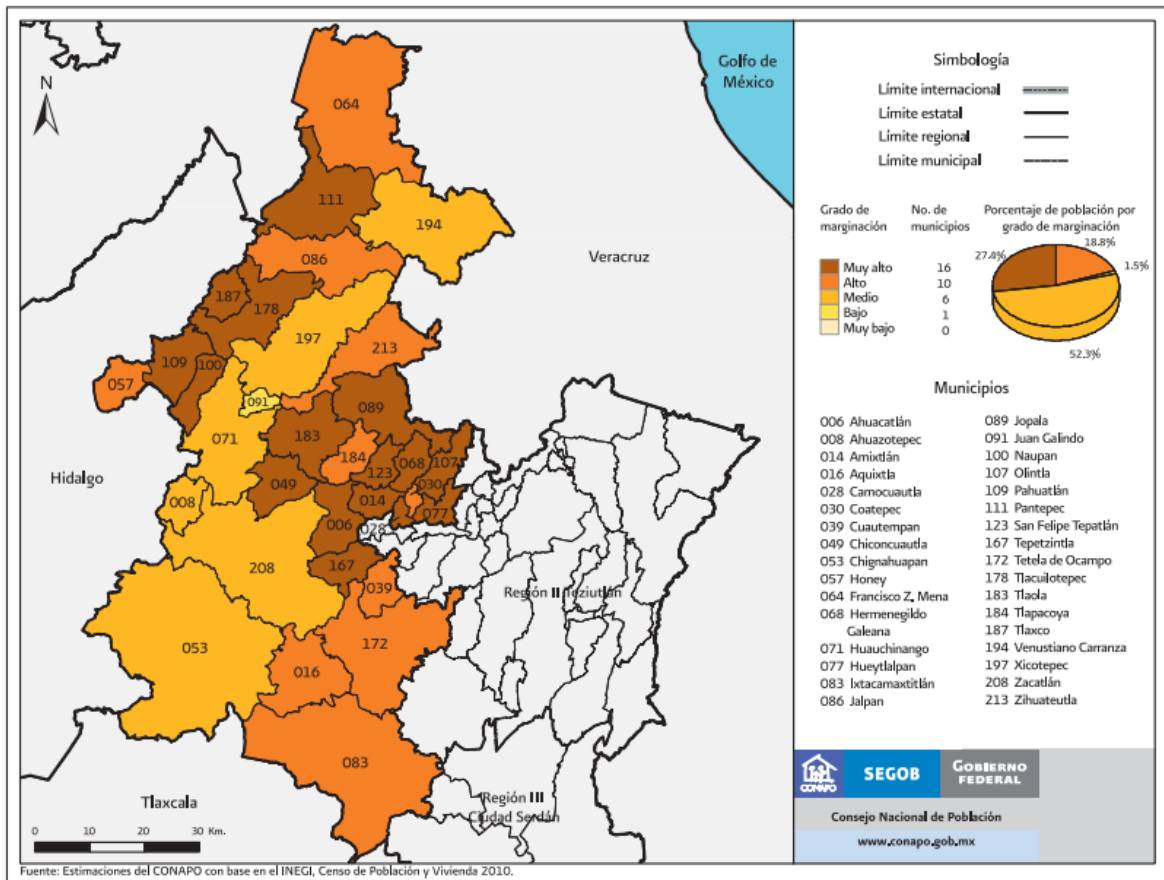 N
Golfo de
México
064
111
194
Veracruz
086
187
178
197
213
109
100
057
091
089
071
183
184
068
107
123
030
Hidalgo
049
008
014
077
006
028
167
208
039
Región II Teziutlán
053
172
016
083
Región III
Ciudad Serdán
Tlaxcala
0 10 20 30 Km.
Simbología
Límite internacional
Límite estatal
Límite regional
Límite municipal
Grado de
marginación
No. de
municipios
Muy alto 16
Alto 10
Medio 6
Bajo 1
Muy bajo 0
Porcentaje de población por
grado de marginación
27.4%
18.8%
1.5%
52.3%
Municipios
006 Ahuacatlán
008 Ahuazotepec
014 Amixtlán
016 Aquixtla
028 Camocuautla
030 Coatepec
039 Cuautempan
049 Chiconcuautla
053 Chignahuapan
057 Honey
064 Francisco Z. Mena
068 Hermenegildo
Galeana
071 Huauchinango
077 Hueytlalpan
083 Ixtacamaxtitlán
086 Jalpan
089 Jopala
091 Juan Galindo
100 Naupan
107 Olintla
109 Pahuatlán
111 Pantepec
123 San Felipe Tepatlán
167 Tepetzintla
172 Tetela de Ocampo
178 Tlacuilotepec
183 Tlaola
184 Tlapacoya
187 Tlaxco
194 Venustiano Carranza
197 Xicotepec
208 Zacatlán
213 Zihuateutla
CONAPO
SEGOB
GOBIERNO
FEDERAL
Consejo Nacional de Población
www.conapo.gob.mx
Fuente: Estimaciones del CONAPO con base en el INEGI, Censo de Población y Vivienda 2010.